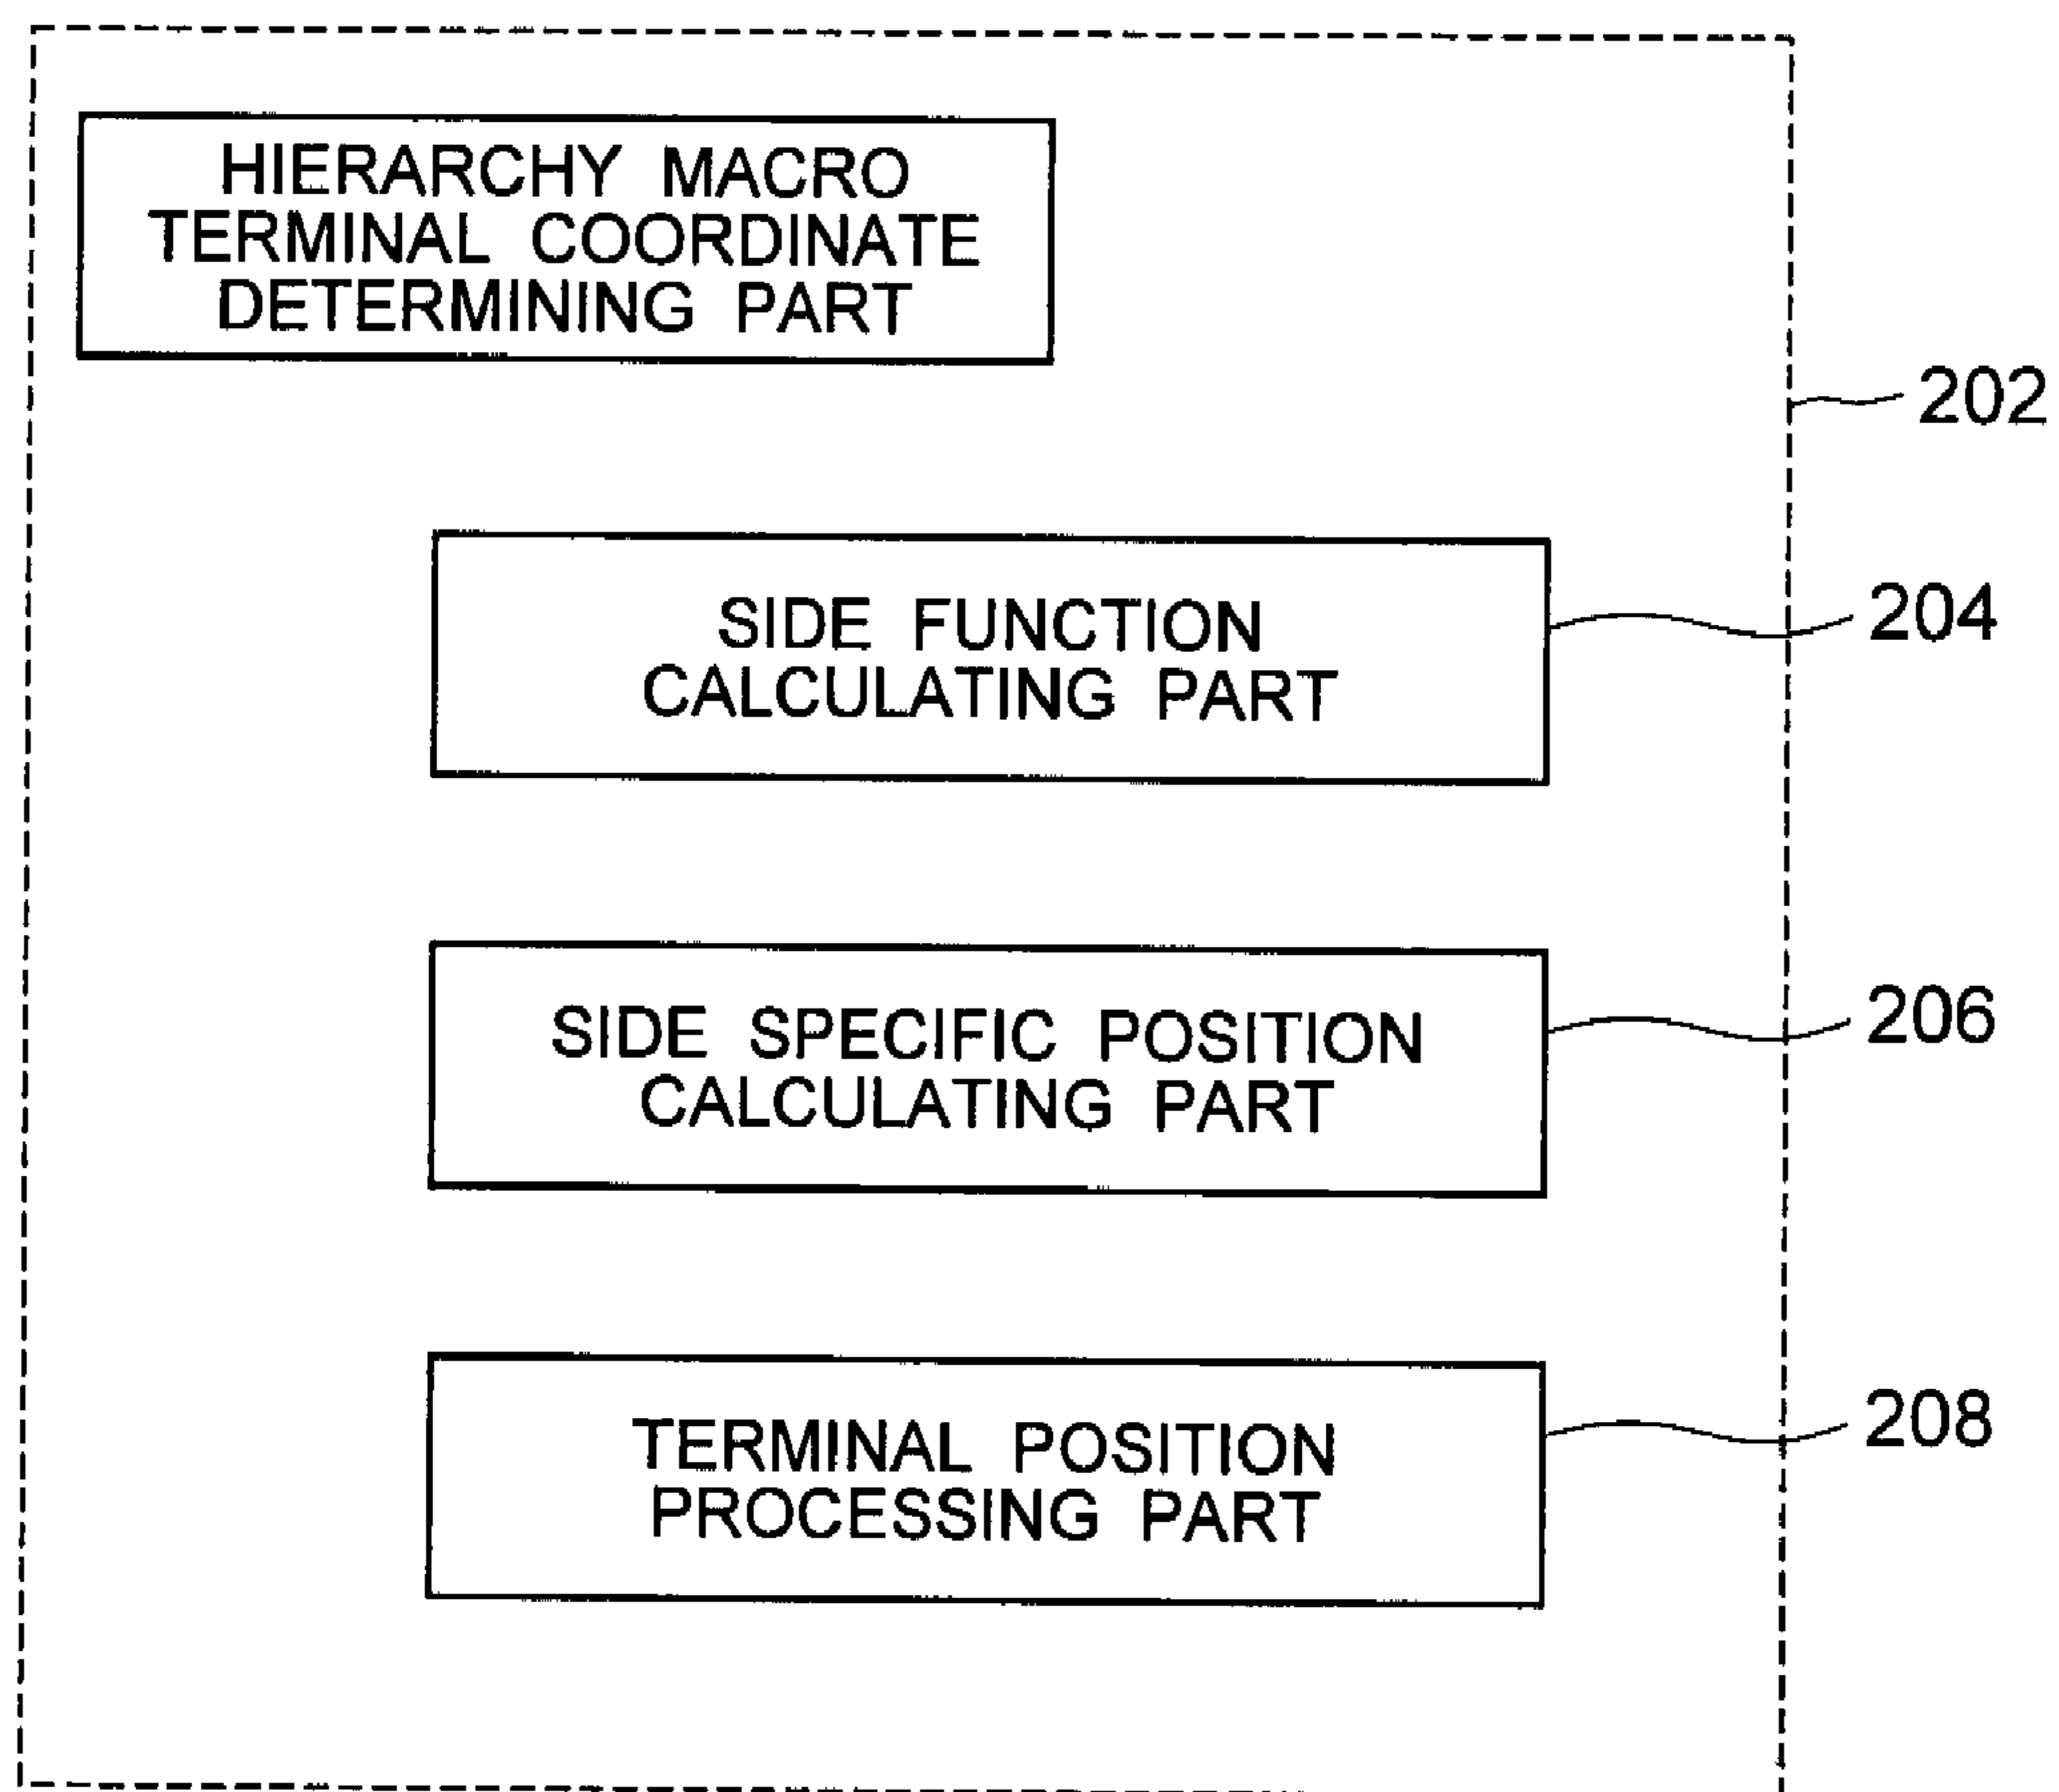 HIERARCHY MACRO
TERMINAL COORDINATE
DETERMINING PART
202
SIDE FUNCTION
CALCULATING PART
204
SIDE SPECIFIC POSITION
CALCULATING PART
206
TERMINAL POSITION
PROCESSING PART
208